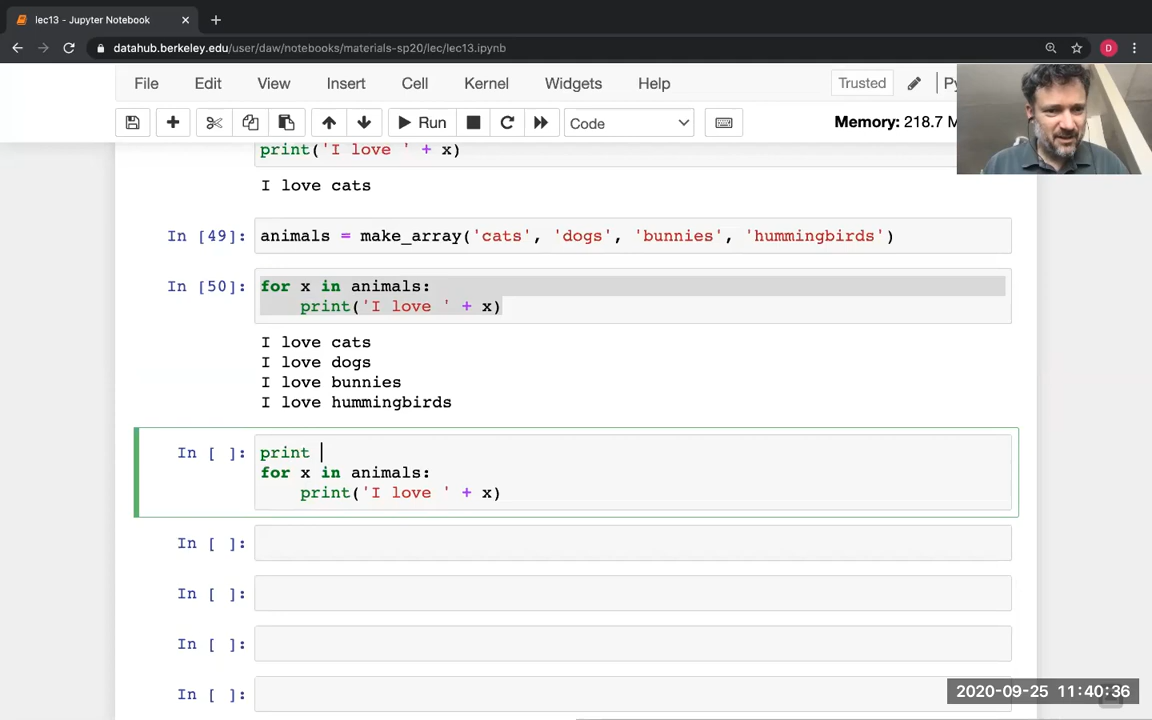 lec13 - Jupyter Notebook
datahub.berkeley.edu/user/daw/notebooks/materials-sp20/lec/lec13.ipynb
D
File Edit View Insert Cell Kernel Widgets Help Trusted Py
Run Code Memory: 218.7 M
print('I love ' + x)
I love cats
In [49]: animals = make_array('cats', 'dogs', 'bunnies', 'hummingbirds')
In [50]: for x in animals:
print('I love ' + x)
I love cats
I love dogs
I love bunnies
I love hummingbirds
In [ ]: print
for x in animals:
print('I love ' + x)
In [ ]:
In [ ]:
In [ ]:
In [ ]:
2020-09-25 11:40:36